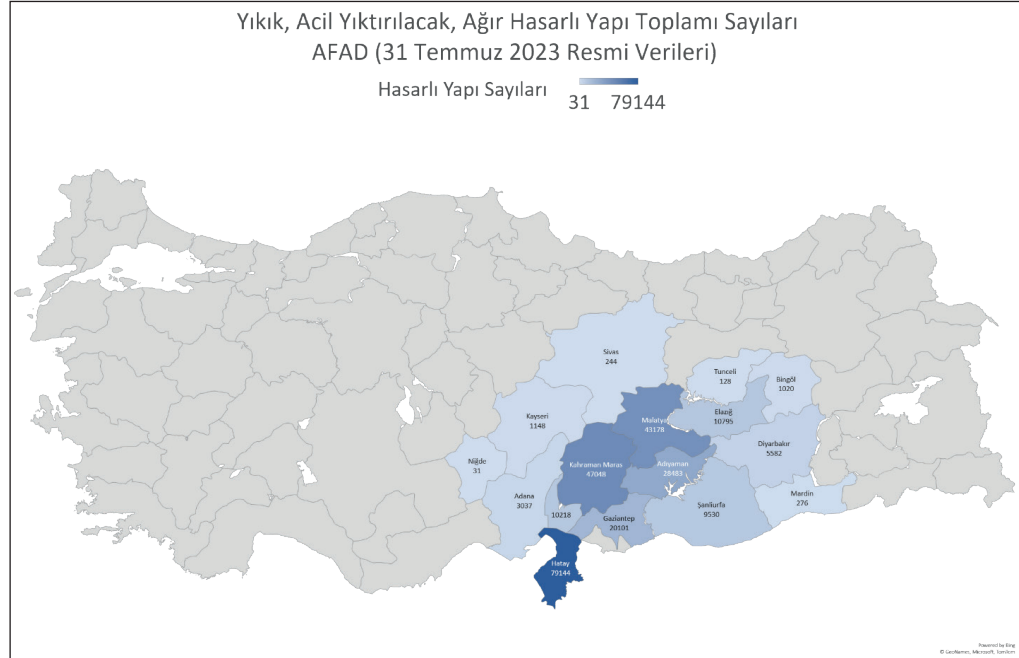 Yıkık, Acil Yıktırılacak, Ağır Hasarlı Yapı Toplamı Sayıları
AFAD (31 Temmuz 2023 Resmi Verileri)
Hasarlı Yapı Sayıları
31 79144
Sivas
244
Tunceli
128
Bingöl
1020
Elazığ
10795
Kayseri
1148
Malatya
43178
Diyarbakır
5582
Niğde
31
Kahraman Maraş
47048
Adıyaman
28483
Mardin
276
Adana
3037
10218
Gaziantep
20101
Şanlıurfa
9530
Hatay
79144
Powered by Bing
© GeoNames, Microsoft, TomTom